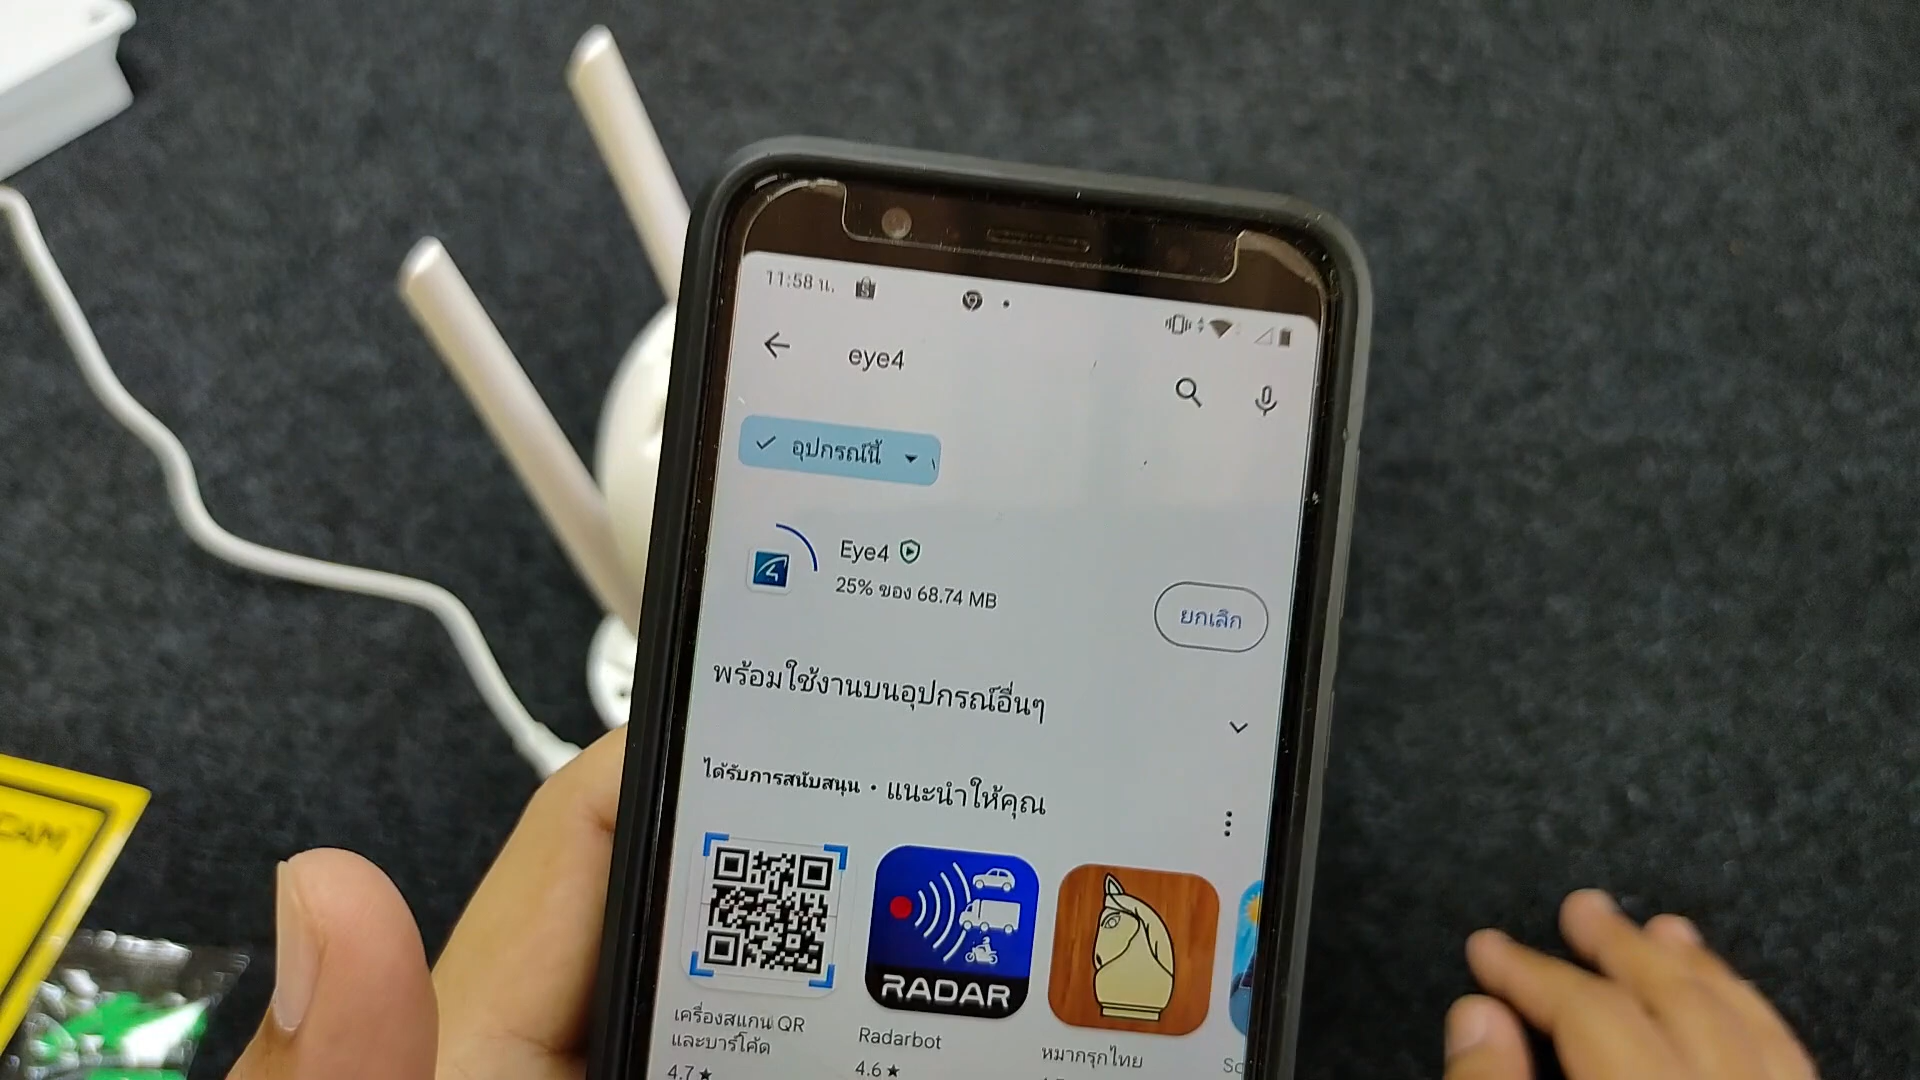 11:58 น.
eye4
อุปกรณ์นี้
Eye4
25% ของ 68.74 MB
ยกเลิก
พร้อมใช้งานบนอุปกรณ์อื่นๆ
ได้รับการสนับสนุน · แนะนำให้คุณ
RADAR
เครื่องสแกน QR
และบาร์โค้ด
4.7 ★
Radarbot
4.6 ★
หมากรุกไทย
CAM